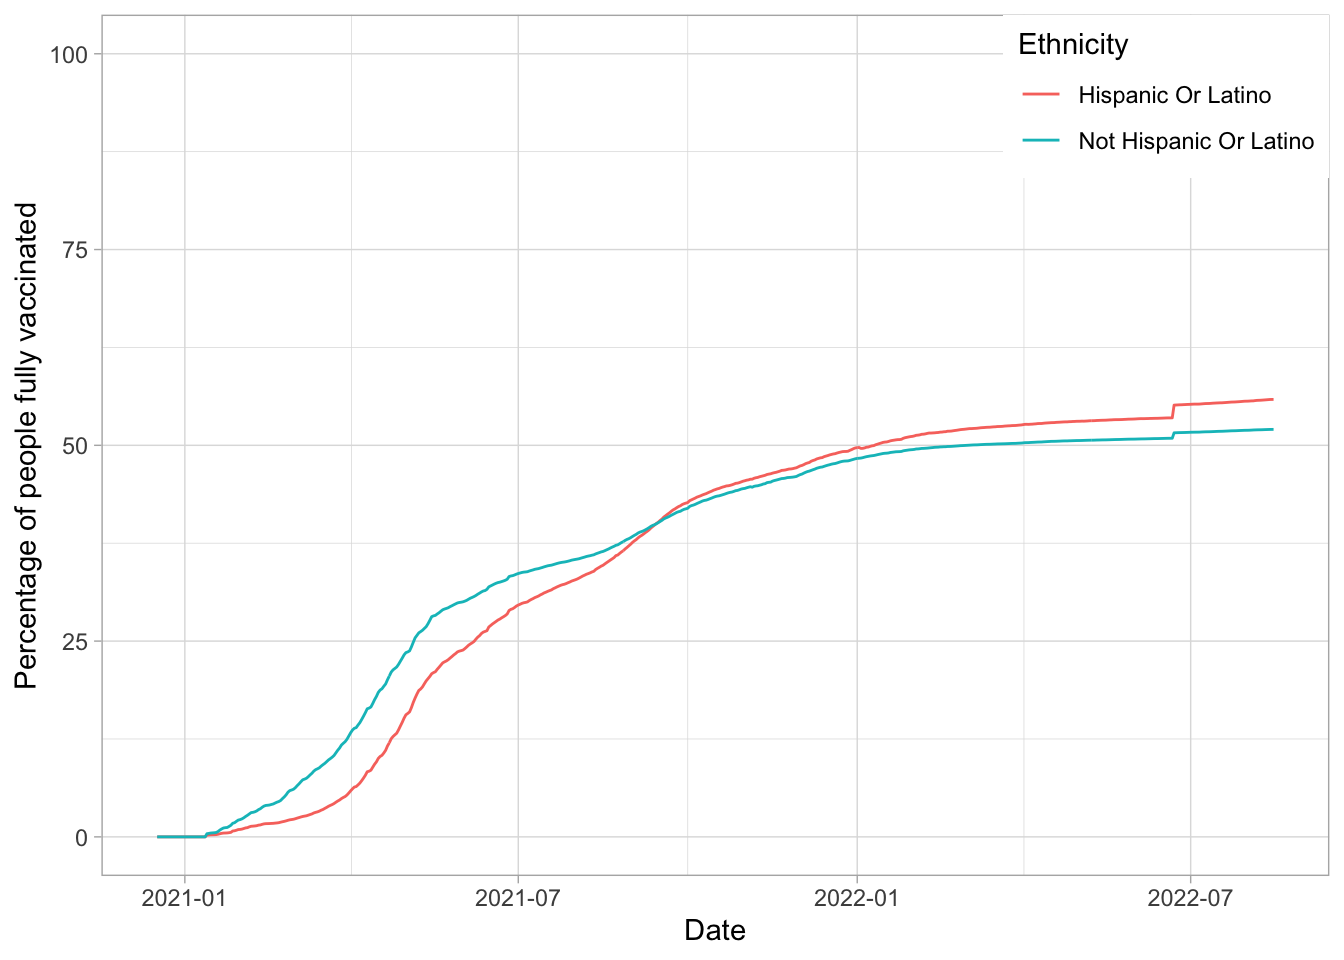 Ethnicity
Hispanic Or Latino
Not Hispanic Or Latino
Percentage of people fully vaccinated
100
75
50
25
0
2021-01
2021-07
2022-01
2022-07
Date